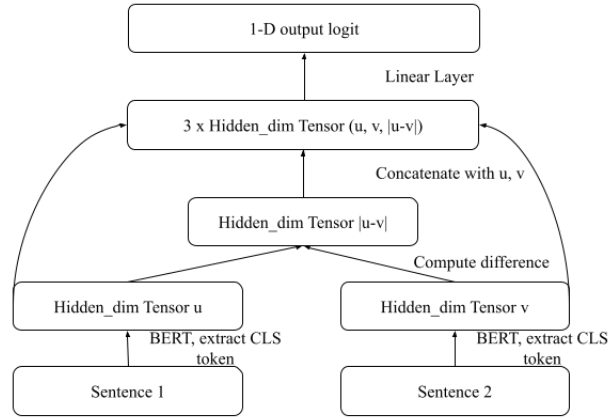 1-D output logit
Linear Layer
3 x Hidden_dim Tensor (u, v, |u-v|)
Concatenate with u, v
Hidden_dim Tensor |u-v|
Compute difference
Hidden_dim Tensor u
Hidden_dim Tensor v
BERT, extract CLS
token
BERT, extract CLS
token
Sentence 1
Sentence 2